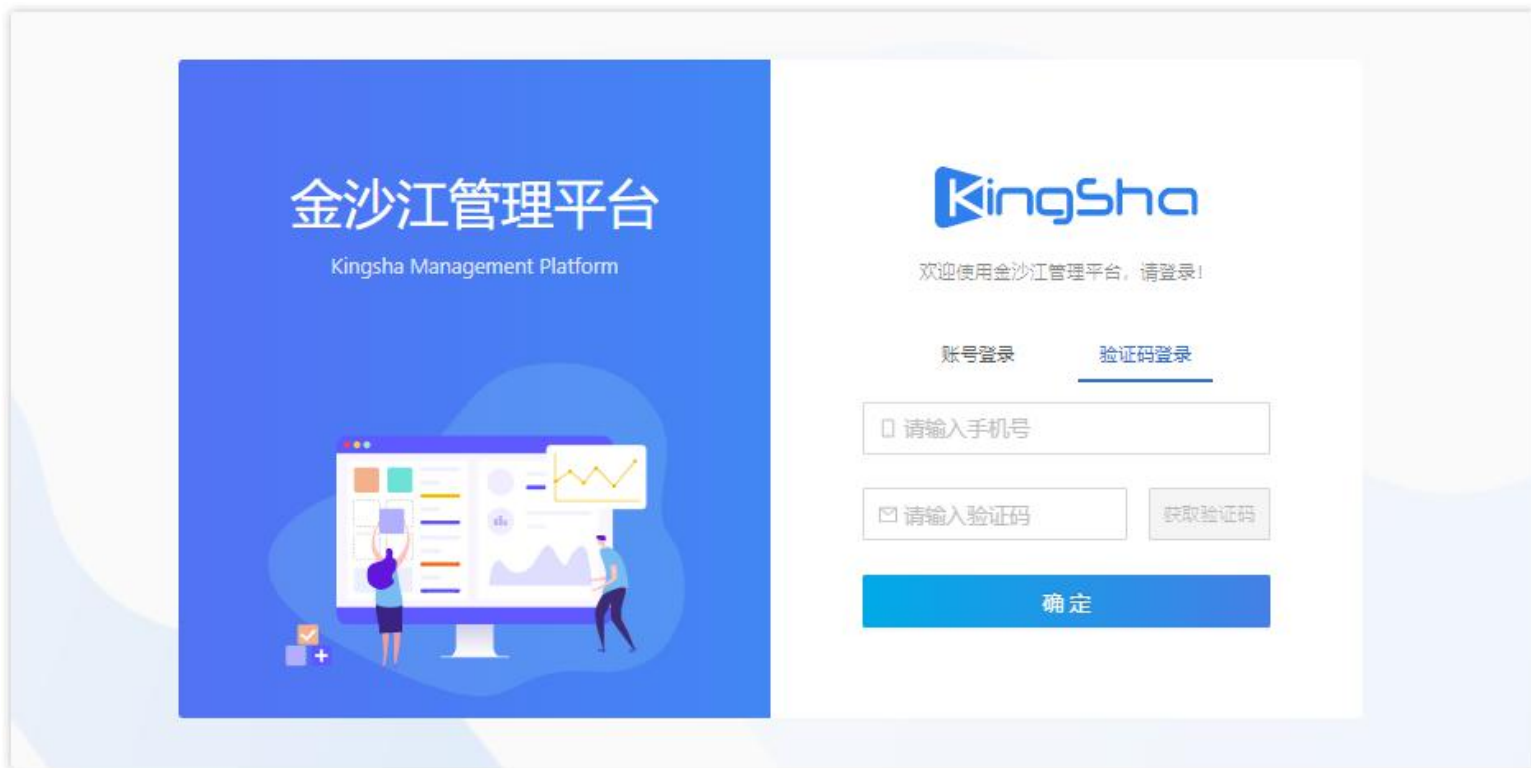 金沙江管理平台
Kingsha Management Platform
KingSha
欢迎使用金沙江管理平台，请登录!
账号登录
验证码登录
请输入手机号
请输入验证码
获取验证码
确定